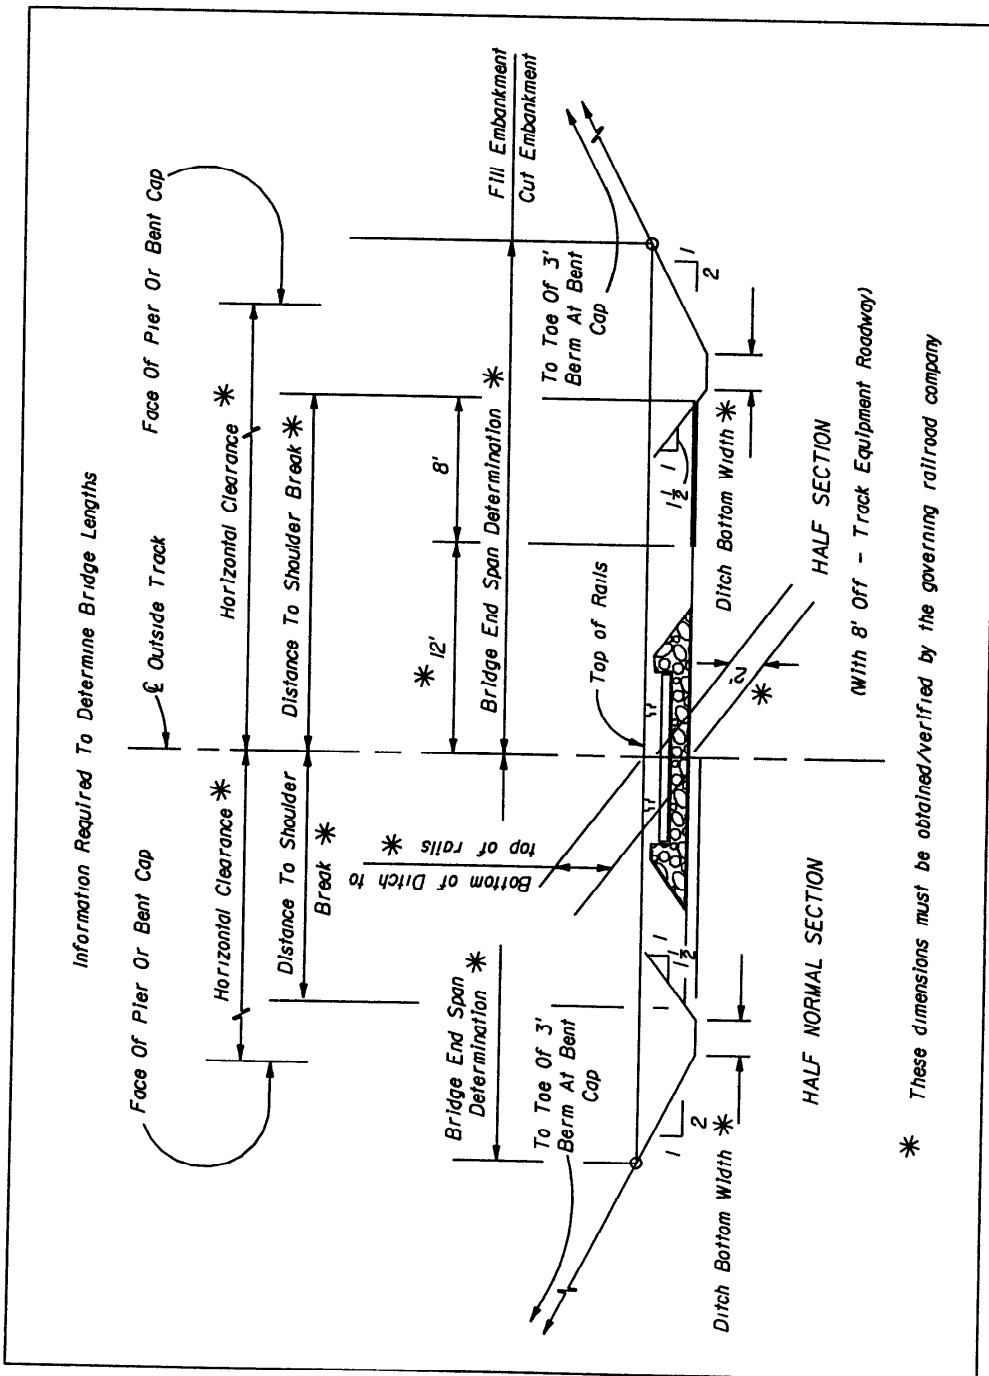 Information Required To Determine Bridge Lengths
Face Of Pier Or Bent Cap
℄ Outside Track
Face Of Pier Or Bent Cap
Horizontal Clearance *
Horizontal Clearance *
Distance To Shoulder
Break *
Distance To Shoulder Break *
Bottom of Ditch to
top of rails *
* 12'
8'
Bridge End Span
Determination *
Bridge End Span Determination *
Fill Embankment
Cut Embankment
To Toe Of 3'
Berm At Bent
Cap
Top of Rails
To Toe Of 3'
Berm At Bent
Cap
1
2
1
1 1/2
2'
*
1
1 1/2
1
2
Ditch Bottom Width *
Ditch Bottom Width *
HALF NORMAL SECTION
HALF SECTION
(With 8' Off - Track Equipment Roadway)
* These dimensions must be obtained/verified by the governing railroad company